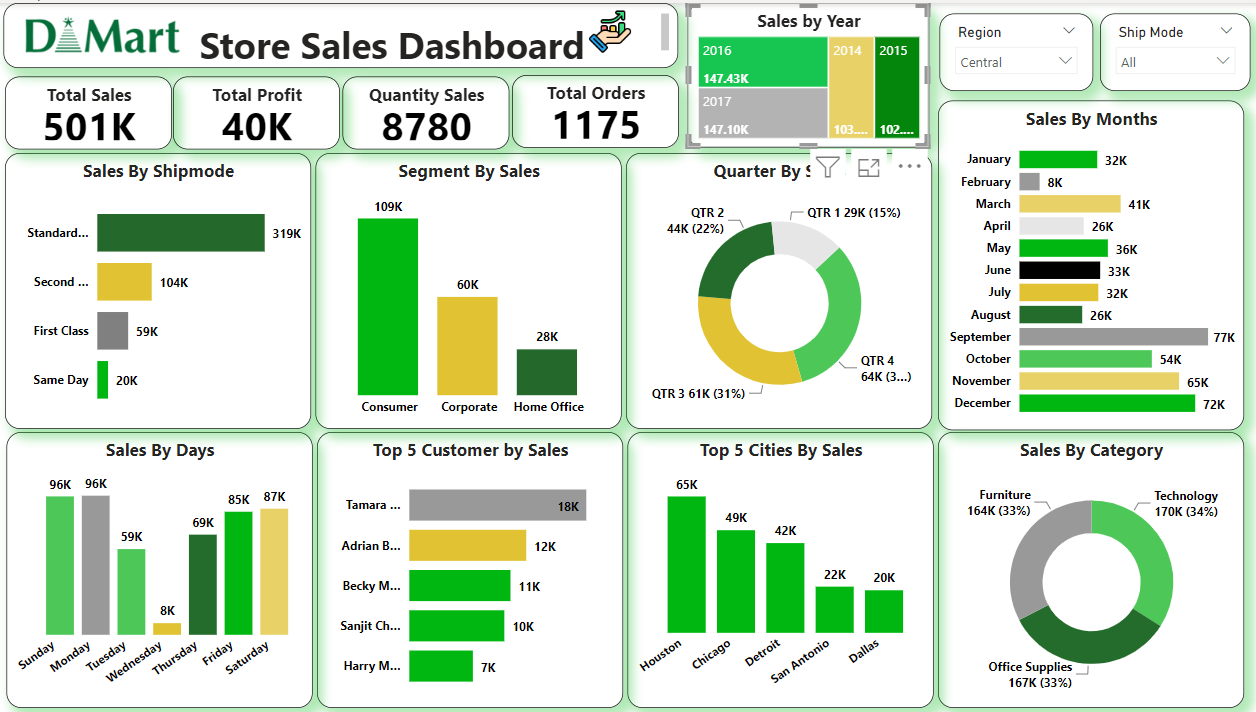 D Mart
Store Sales Dashboard
Total Sales
501K
Total Profit
40K
Quantity Sales
8780
Total Orders
1175
Sales by Year
2016
147.43K
2017
147.10K
2014
103....
2015
102....
Region
Central
Ship Mode
All
Sales By Shipmode
Standard...
319K
Second ...
104K
First Class
59K
Same Day
20K
Segment By Sales
109K
60K
28K
Consumer
Corporate
Home Office
Quarter By S
QTR 1 29K (15%)
QTR 2
44K (22%)
QTR 3 61K (31%)
QTR 4
64K (3...)
Sales By Months
January
32K
February
8K
March
41K
April
26K
May
36K
June
33K
July
32K
August
26K
September
77K
October
54K
November
65K
December
72K
Sales By Days
96K
96K
59K
8K
69K
85K
87K
Sunday
Monday
Tuesday
Wednesday
Thursday
Friday
Saturday
Top 5 Customer by Sales
Tamara ...
18K
Adrian B...
12K
Becky M...
11K
Sanjit Ch...
10K
Harry M...
7K
Top 5 Cities By Sales
65K
49K
42K
22K
20K
Houston
Chicago
Detroit
San Antonio
Dallas
Sales By Category
Furniture
164K (33%)
Technology
170K (34%)
Office Supplies
167K (33%)